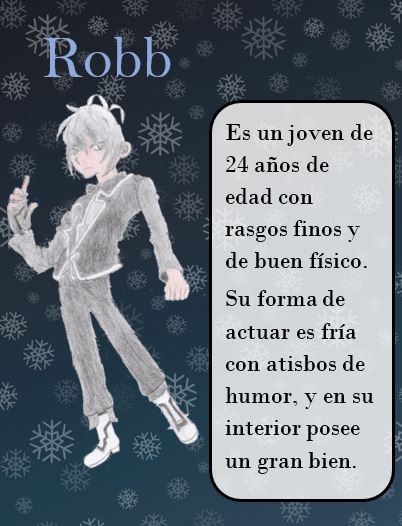 Robb
Es un joven de
24 años de
edad con
rasgos finos y
de buen físico.
Su forma de
actuar es fría
con atisbos de
humor, y en su
interior posee
un gran bien.